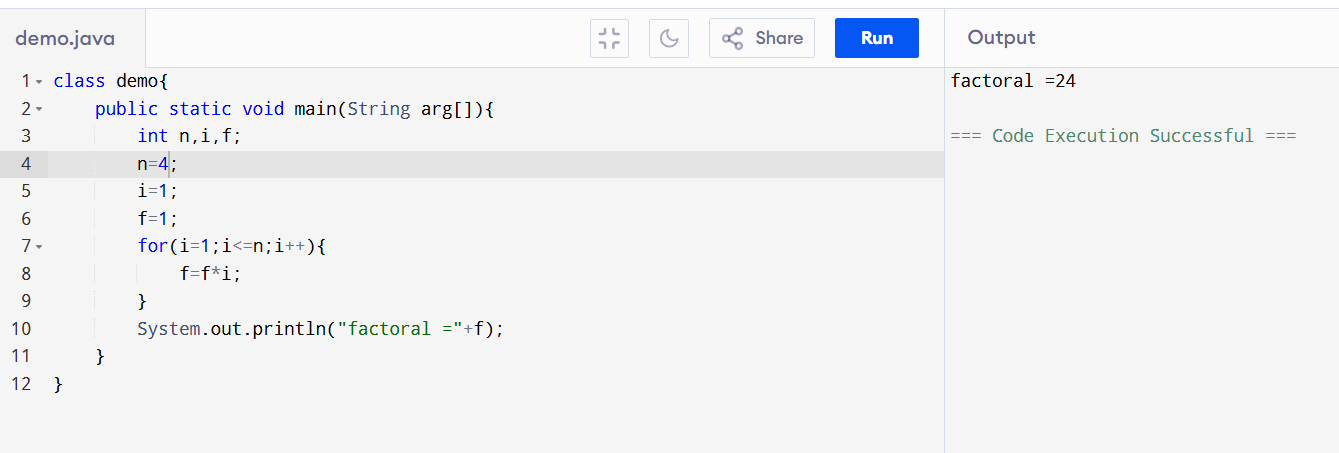 demo.java Share Run Output
1 class demo{
2 public static void main(String arg[]){
3 int n,i,f;
4 n=4;
5 i=1;
6 f=1;
7 for(i=1;i<=n;i++){
8 f=f*i;
9 }
10 System.out.println("factoral ="+f);
11 }
12 }
factoral =24
=== Code Execution Successful ===